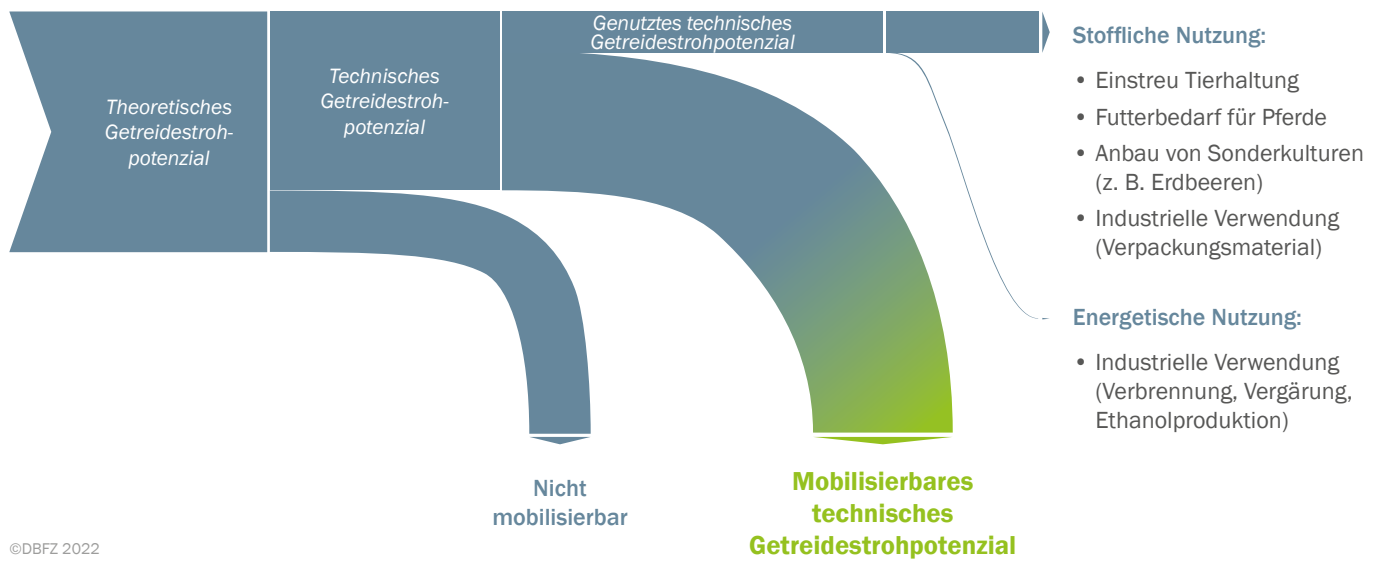 Theoretisches
Getreidestroh-
potenzial
Technisches
Getreidestroh-
potenzial
Genutztes technisches
Getreidestrohpotenzial
Stoffliche Nutzung:
• Einstreu Tierhaltung
• Futterbedarf für Pferde
• Anbau von Sonderkulturen
(z. B. Erdbeeren)
• Industrielle Verwendung
(Verpackungsmaterial)
Energetische Nutzung:
• Industrielle Verwendung
(Verbrennung, Vergärung,
Ethanolproduktion)
Nicht
mobilisierbar
Mobilisierbares
technisches
Getreidestrohpotenzial
©DBFZ 2022